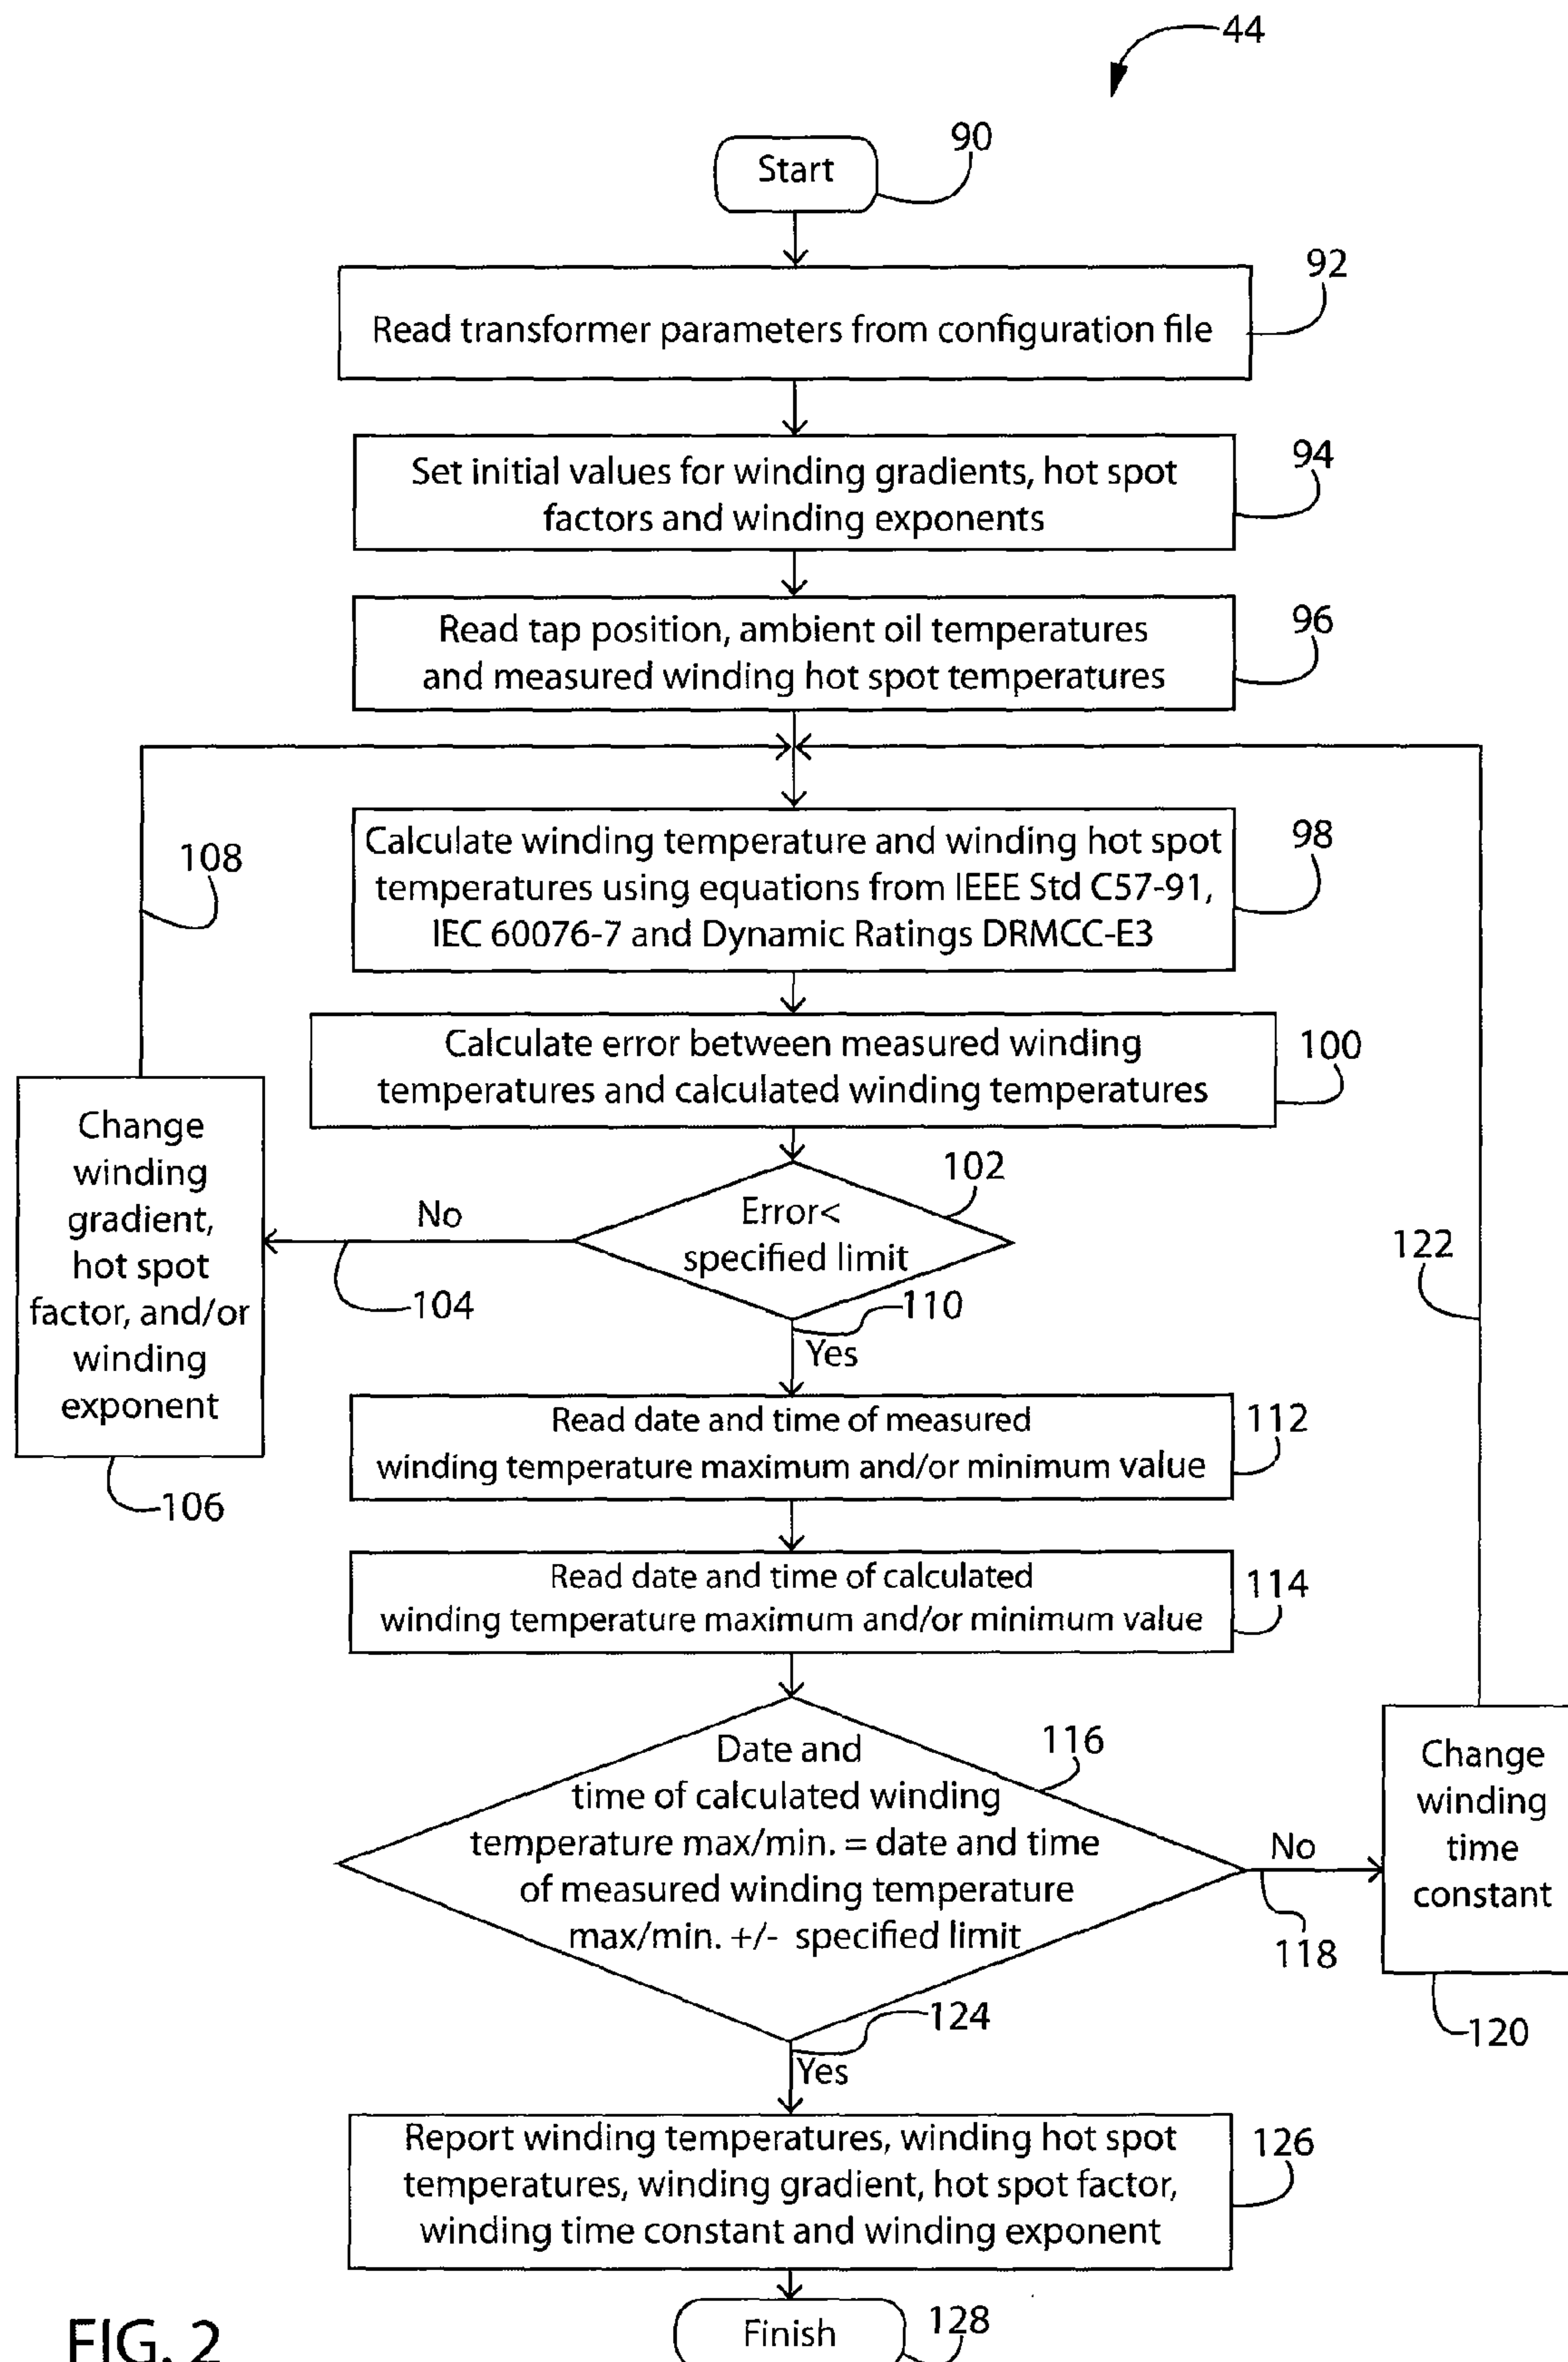 44
Start
90
Read transformer parameters from configuration file
92
Set initial values for winding gradients, hot spot
factors and winding exponents
94
Read tap position, ambient oil temperatures
and measured winding hot spot temperatures
96
Calculate winding temperature and winding hot spot
temperatures using equations from IEEE Std C57-91,
IEC 60076-7 and Dynamic Ratings DRMCC-E3
98
108
Calculate error between measured winding
temperatures and calculated winding temperatures
100
Change
winding
gradient,
hot spot
factor, and/or
winding
exponent
106
Error<
specified limit
102
No
104
110
Yes
122
Read date and time of measured
winding temperature maximum and/or minimum value
112
Read date and time of calculated
winding temperature maximum and/or minimum value
114
Date and
time of calculated winding
temperature max/min. = date and time
of measured winding temperature
max/min. +/- specified limit
116
No
118
Change
winding
time
constant
120
124
Yes
Report winding temperatures, winding hot spot
temperatures, winding gradient, hot spot factor,
winding time constant and winding exponent
126
Finish
128
FIG. 2